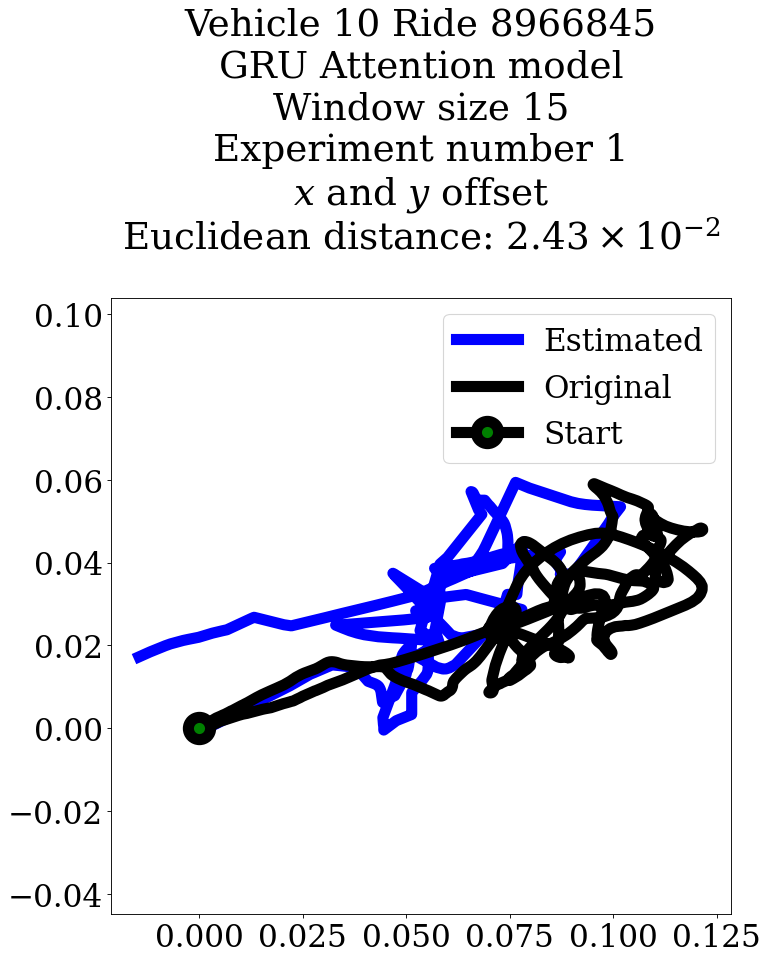 Vehicle 10 Ride 8966845
GRU Attention model
Window size 15
Experiment number 1
x and y offset
Euclidean distance: 2.43 × 10⁻²
Estimated
Original
Start
0.10
0.08
0.06
0.04
0.02
0.00
−0.02
−0.04
0.000 0.025 0.050 0.075 0.100 0.125